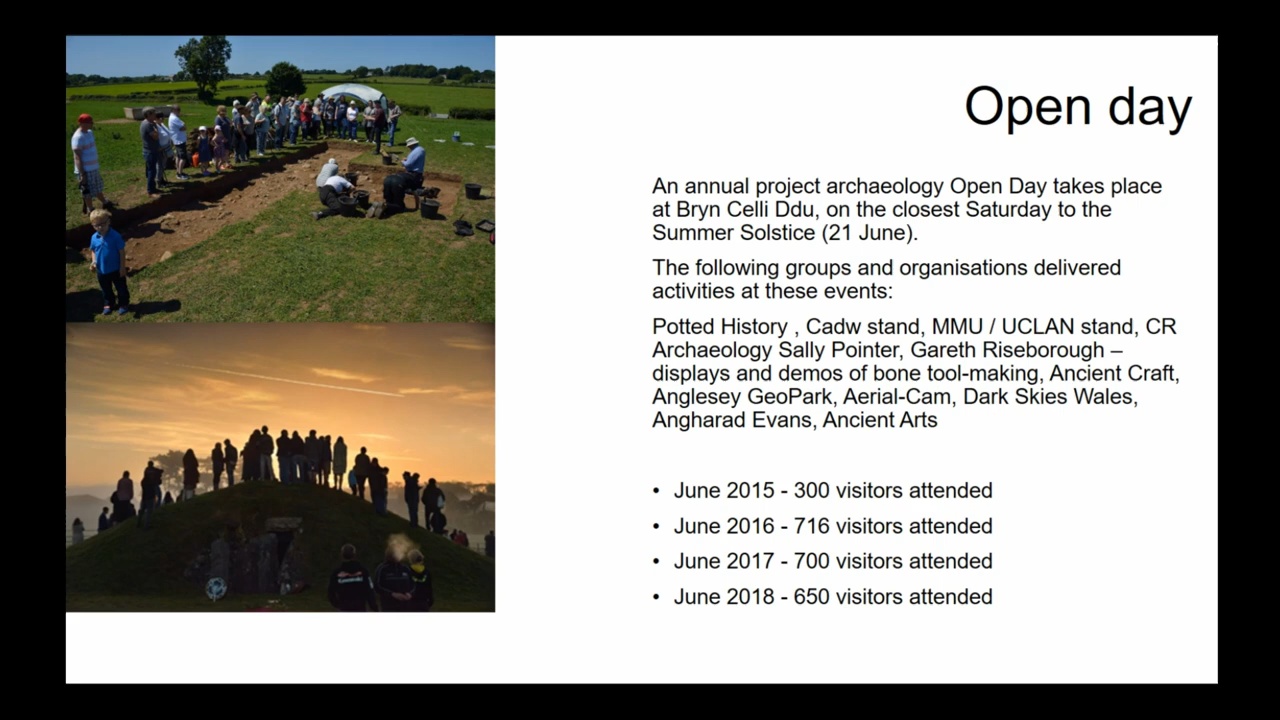 Open day
An annual project archaeology Open Day takes place
at Bryn Celli Ddu, on the closest Saturday to the
Summer Solstice (21 June).
The following groups and organisations delivered
activities at these events:
Potted History , Cadw stand, MMU / UCLAN stand, CR
Archaeology Sally Pointer, Gareth Riseborough –
displays and demos of bone tool-making, Ancient Craft,
Anglesey GeoPark, Aerial-Cam, Dark Skies Wales,
Angharad Evans, Ancient Arts
• June 2015 - 300 visitors attended
• June 2016 - 716 visitors attended
• June 2017 - 700 visitors attended
• June 2018 - 650 visitors attended
Kawasaki